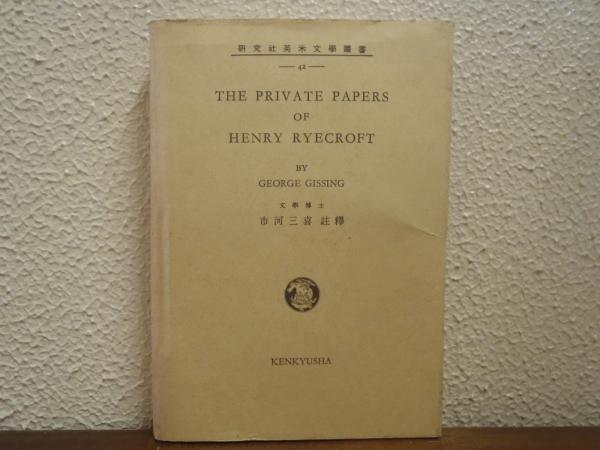 研究社英米文學叢書
42
THE PRIVATE PAPERS
OF
HENRY RYECROFT
BY
GEORGE GISSING
文學博士
市河三喜 註釋
KENKYUSHA